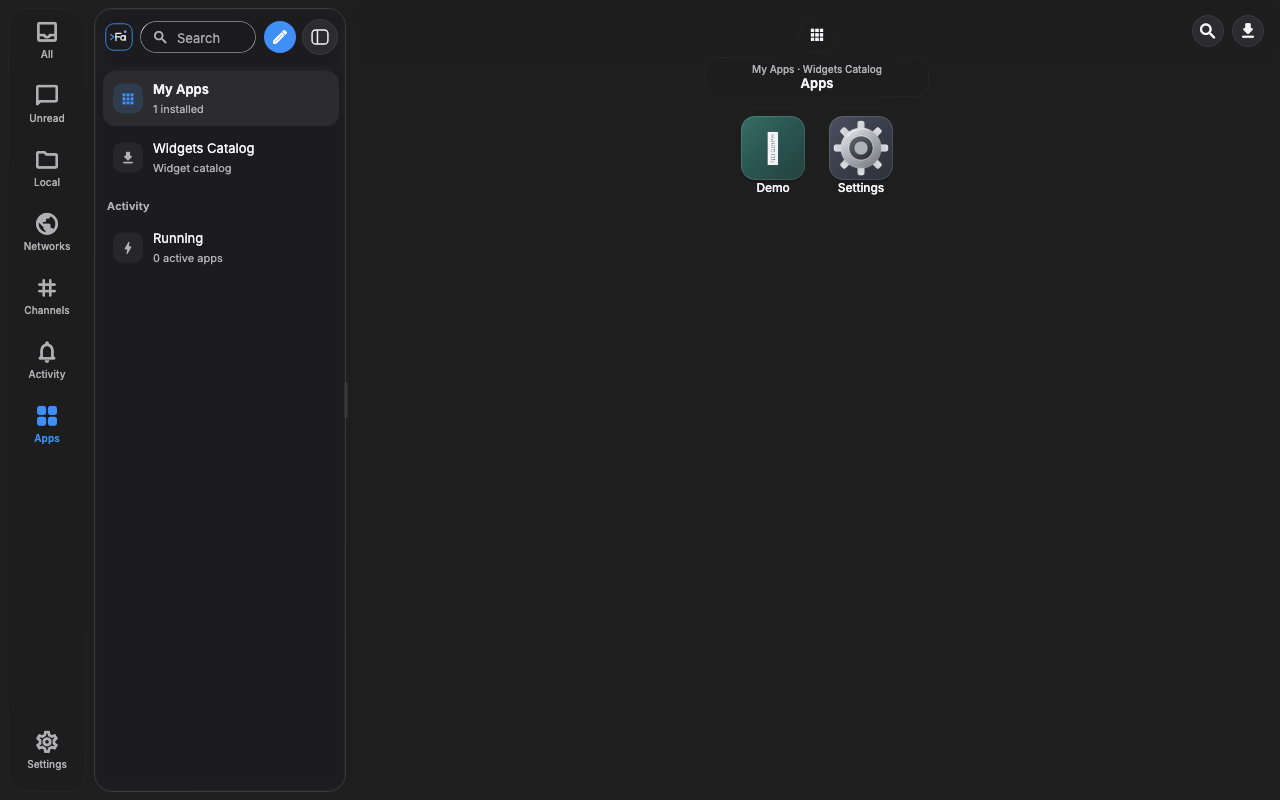 All
Unread
Local
Networks
Channels
Activity
Apps
Settings
>Fa
Search
My Apps
1 installed
Widgets Catalog
Widget catalog
Activity
Running
0 active apps
My Apps · Widgets Catalog
Apps
Demo
Settings